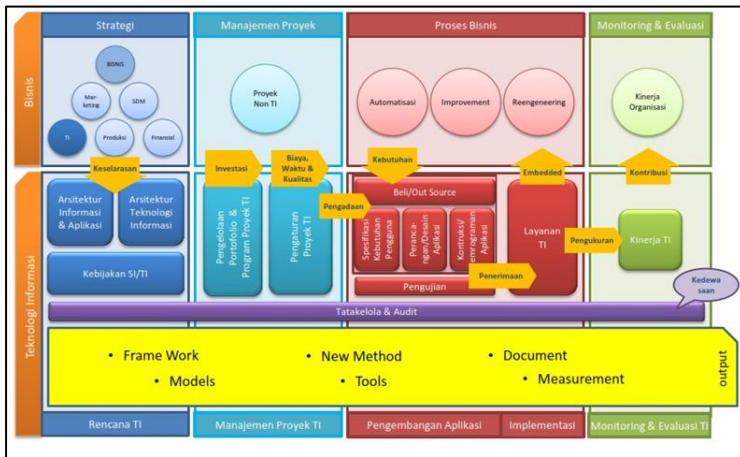 Strategi
Manajemen Proyek
Proses Bisnis
Monitoring & Evaluasi
Bisnis
BISNIS
Mar-
keting
SDM
TI
Produksi
Financial
Proyek
Non TI
Automatisasi
Improvement
Reengeneering
Kinerja
Organisasi
Keselarasan
Investasi
Biaya,
Waktu &
Kualitas
Kebutuhan
Embedded
Kontribusi
Teknologi Informasi
Arsitektur
Informasi
& Aplikasi
Arsitektur
Teknologi
Informasi
Kebijakan SI/TI
Pengelolaan
Portofolio &
Program Proyek TI
Pengaturan
Proyek TI
Pengadaan
Beli/Out Source
Spesifikasi
Kebutuhan
Pengguna
Peranca-
ngan/Desain
Aplikasi
Kontruksi/
Pemrograman
Aplikasi
Pengujian
Penerimaan
Layanan
TI
Pengukuran
Kinerja TI
Kedewa
saan
Tatakelola & Audit
• Frame Work
• New Method
• Document
• Models
• Tools
• Measurement
output
Rencana TI
Manajemen Proyek TI
Pengembangan Aplikasi
Implementasi
Monitoring & Evaluasi TI